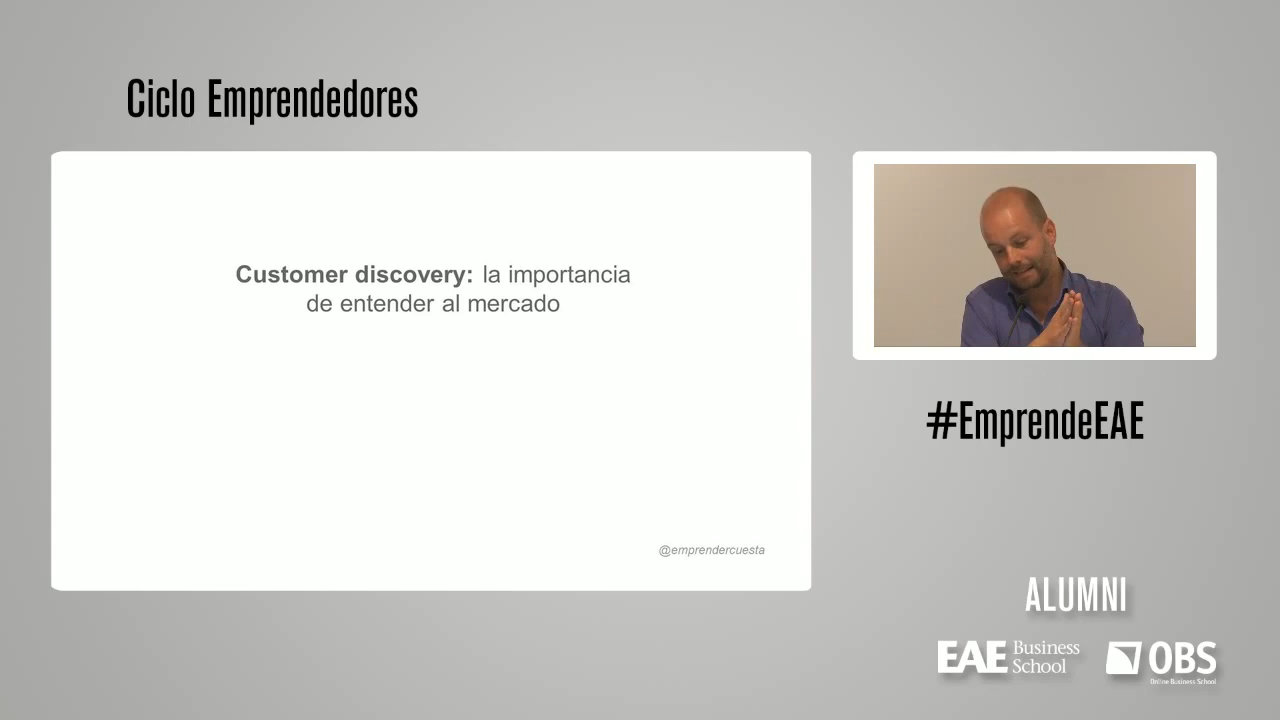 Ciclo Emprendedores
Customer discovery: la importancia
de entender al mercado
@emprendercuesta
#EmprendeEAE
ALUMNI
EAE Business
School
OBS
Online Business School